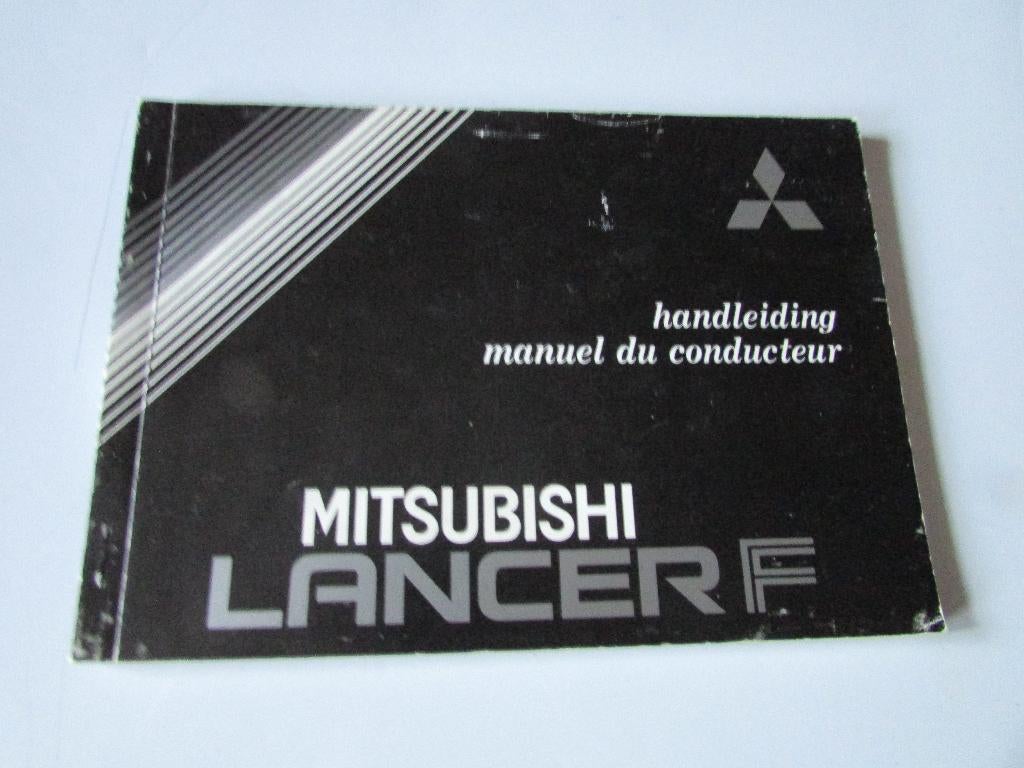 handleiding
manuel du conducteur
MITSUBISHI
LANCER F